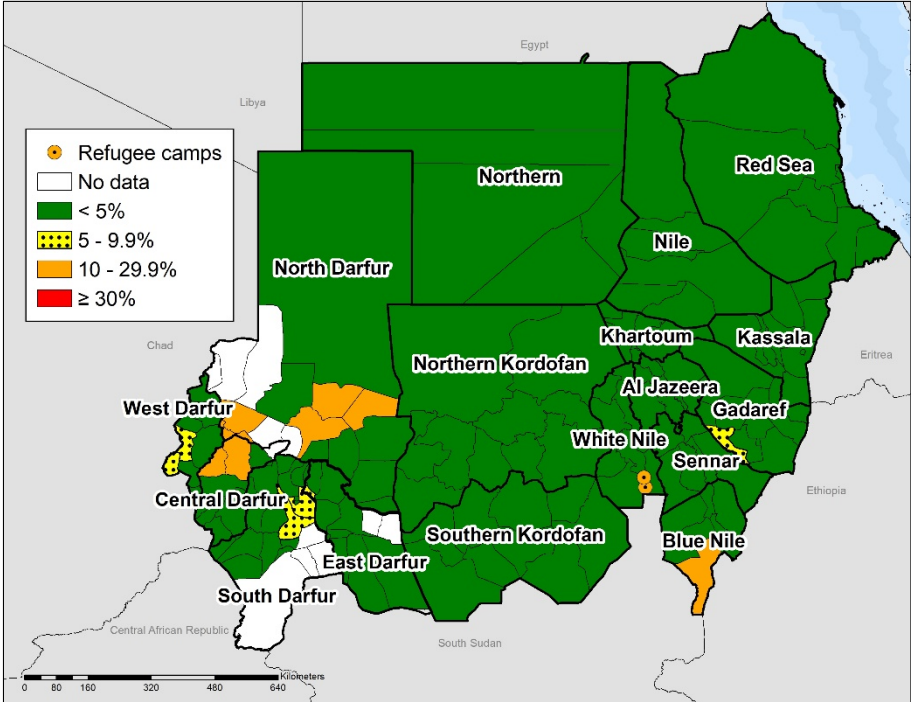 Egypt
Libya
Refugee camps
No data
< 5%
5 - 9.9%
10 - 29.9%
≥ 30%
Red Sea
Northern
Nile
North Darfur
Chad
Khartoum
Kassala
Northern Kordofan
Eritrea
Al Jazeera
West Darfur
Gadaref
White Nile
Sennar
Central Darfur
Ethiopia
Southern Kordofan
Blue Nile
East Darfur
South Darfur
Central African Republic
South Sudan
Kilometers
0 80 160 320 480 640